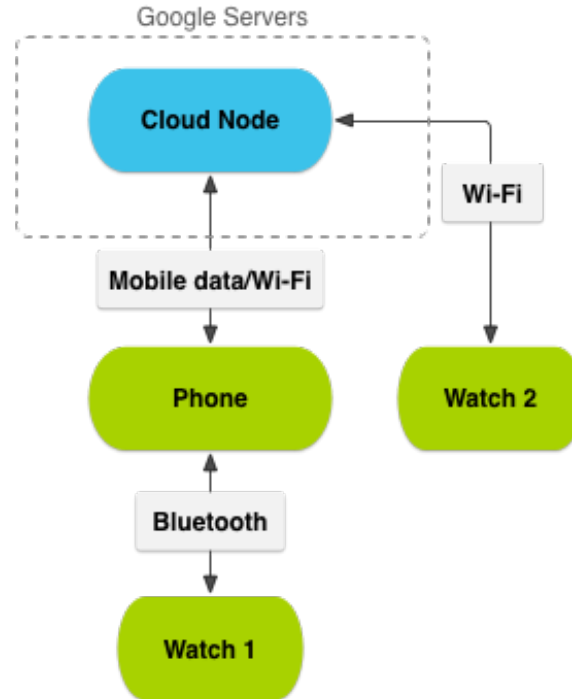 Google Servers
Cloud Node
Wi-Fi
Mobile data/Wi-Fi
Phone
Watch 2
Bluetooth
Watch 1